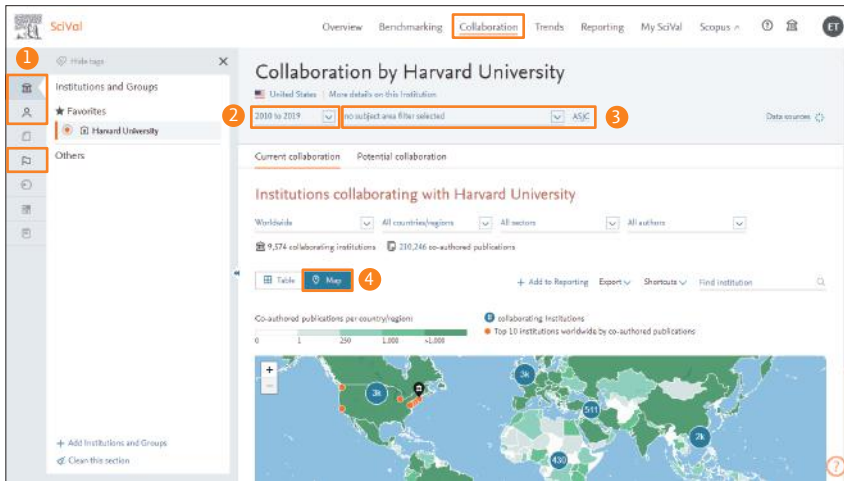 SciVal
Overview Benchmarking Collaboration Trends Reporting My SciVal Scopus ET
1
Hide tags
Institutions and Groups
Favorites
Harvard University
Others
+ Add Institutions and Groups
Clean this section
Collaboration by Harvard University
United States More details on this Institution
2 2010 to 2019 no subject area filter selected ASJC 3 Data sources
Current collaboration Potential collaboration
Institutions collaborating with Harvard University
Worldwide All countries/regions All sectors All authors
9,574 collaborating institutions 210,246 co-authored publications
Table Map 4 + Add to Reporting Export Shortcuts Find institution
Co-authored publications per country/region: collaborating Institutions
Top 10 institutions worldwide by co-authored publications
0 1 250 1,000 >1,000
+
-
3k
3k
511
2k
430
?